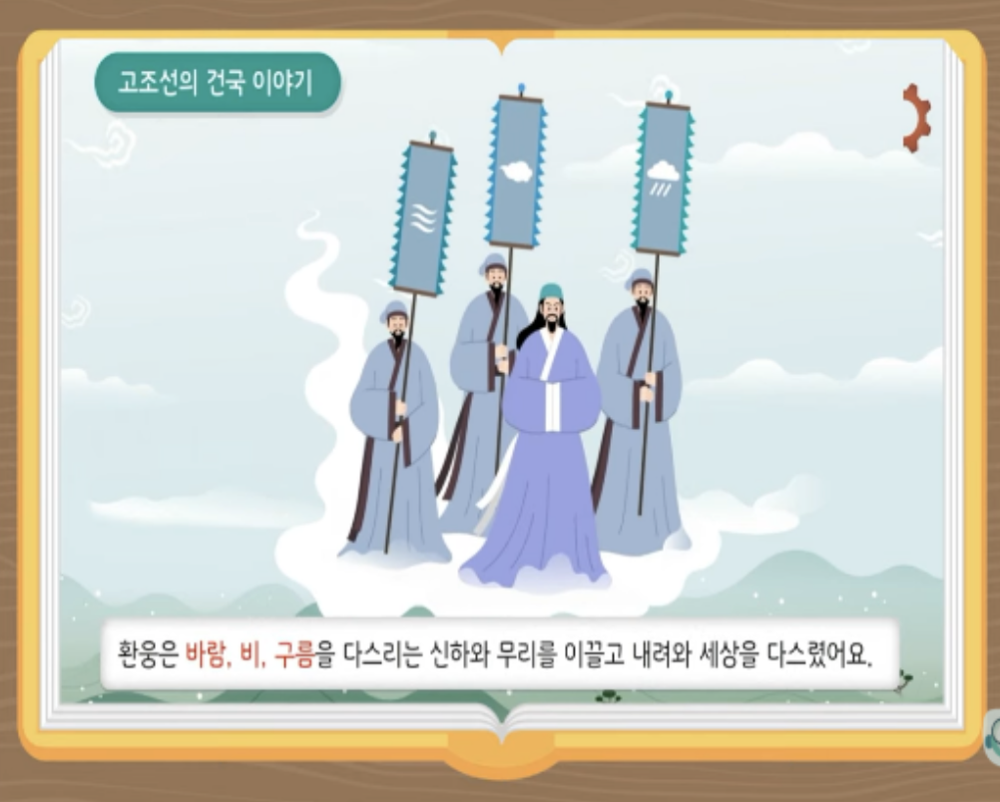 고조선의 건국 이야기
환웅은 바람, 비, 구름을 다스리는 신하와 무리를 이끌고 내려와 세상을 다스렸어요.